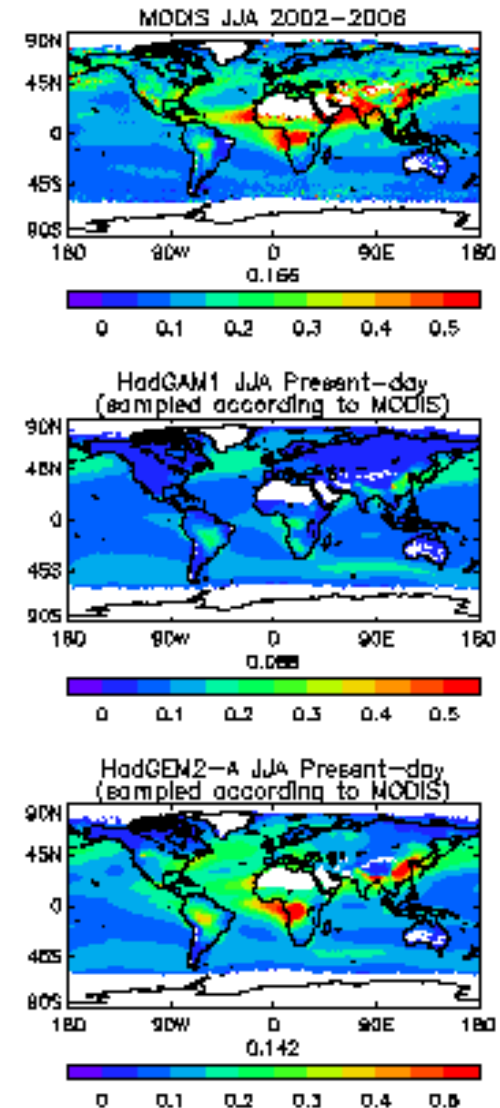 MODIS JJA 2002-2006
90N
45N
0
45S
90S
180 90W 0 90E 180
0.166
0 0.1 0.2 0.3 0.4 0.5
HadGAM1 JJA Present-day
(sampled according to MODIS)
90N
45N
0
45S
90S
180 90W 0 90E 180
0 0.1 0.2 0.3 0.4 0.5
HadGEM2-A JJA Present-day
(sampled according to MODIS)
90N
45N
0
45S
90S
180 90W 0 90E 180
0.142
0 0.1 0.2 0.3 0.4 0.5